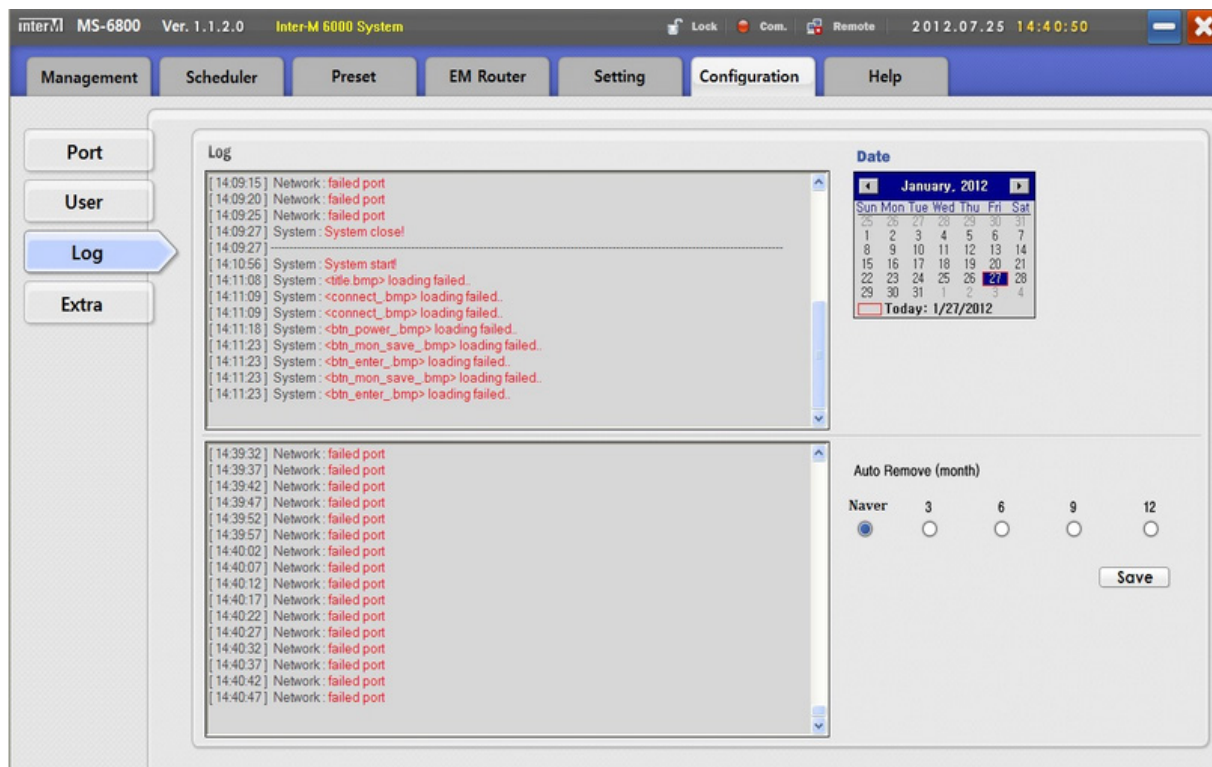 interM MS-6800 Ver. 1.1.2.0 Inter-M 6000 System Lock Com. Remote 2012.07.25 14:40:50
Management Scheduler Preset EM Router Setting Configuration Help
Port
User
Log
Extra
Log
[ 14:09:15 ] Network : failed port
[ 14:09:20 ] Network : failed port
[ 14:09:25 ] Network : failed port
[ 14:09:27 ] System : System close!
[ 14:09:27 ] --------------------------------------------------
[ 14:10:56 ] System : System start!
[ 14:11:08 ] System : <title.bmp> loading failed..
[ 14:11:09 ] System : <connect_.bmp> loading failed..
[ 14:11:09 ] System : <connect_.bmp> loading failed..
[ 14:11:18 ] System : <btn_power_.bmp> loading failed..
[ 14:11:23 ] System : <btn_mon_save_.bmp> loading failed..
[ 14:11:23 ] System : <btn_enter_.bmp> loading failed..
[ 14:11:23 ] System : <btn_mon_save_.bmp> loading failed..
[ 14:11:23 ] System : <btn_enter_.bmp> loading failed..
Date
January, 2012
Sun Mon Tue Wed Thu Fri Sat
25 26 27 28 29 30 31
1 2 3 4 5 6 7
8 9 10 11 12 13 14
15 16 17 18 19 20 21
22 23 24 25 26 27 28
29 30 31 1 2 3 4
Today: 1/27/2012
[ 14:39:32 ] Network : failed port
[ 14:39:37 ] Network : failed port
[ 14:39:42 ] Network : failed port
[ 14:39:47 ] Network : failed port
[ 14:39:52 ] Network : failed port
[ 14:39:57 ] Network : failed port
[ 14:40:02 ] Network : failed port
[ 14:40:07 ] Network : failed port
[ 14:40:12 ] Network : failed port
[ 14:40:17 ] Network : failed port
[ 14:40:22 ] Network : failed port
[ 14:40:27 ] Network : failed port
[ 14:40:32 ] Network : failed port
[ 14:40:37 ] Network : failed port
[ 14:40:42 ] Network : failed port
[ 14:40:47 ] Network : failed port
Auto Remove (month)
Naver 3 6 9 12
Save